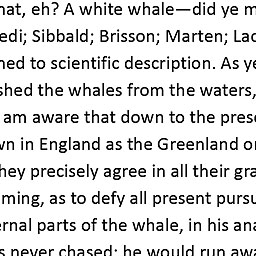 hat, eh? A white whale—did ye m
edi; Sibbald; Brisson; Marten; Lac
ned to scientific description. As ye
shed the whales from the waters,
am aware that down to the pres
wn in England as the Greenland o
hey precisely agree in all their gra
ming, as to defy all present pursu
ernal parts of the whale, in his ana
s never chased; he would run awa